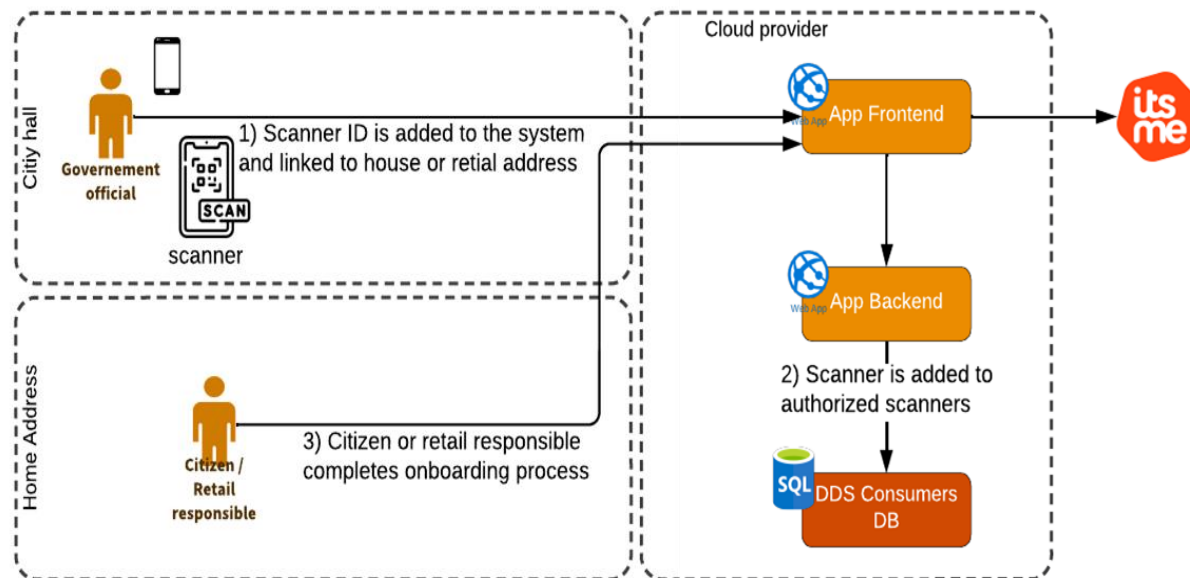 Citiy hall
Governement
official
SCAN
scanner
1) Scanner ID is added to the system
and linked to house or retial address
Home Address
Citizen /
Retail
responsible
3) Citizen or retail responsible
completes onboarding process
Cloud provider
Web App
App Frontend
its
me
Web App
App Backend
2) Scanner is added to
authorized scanners
SQL
DDS Consumers
DB